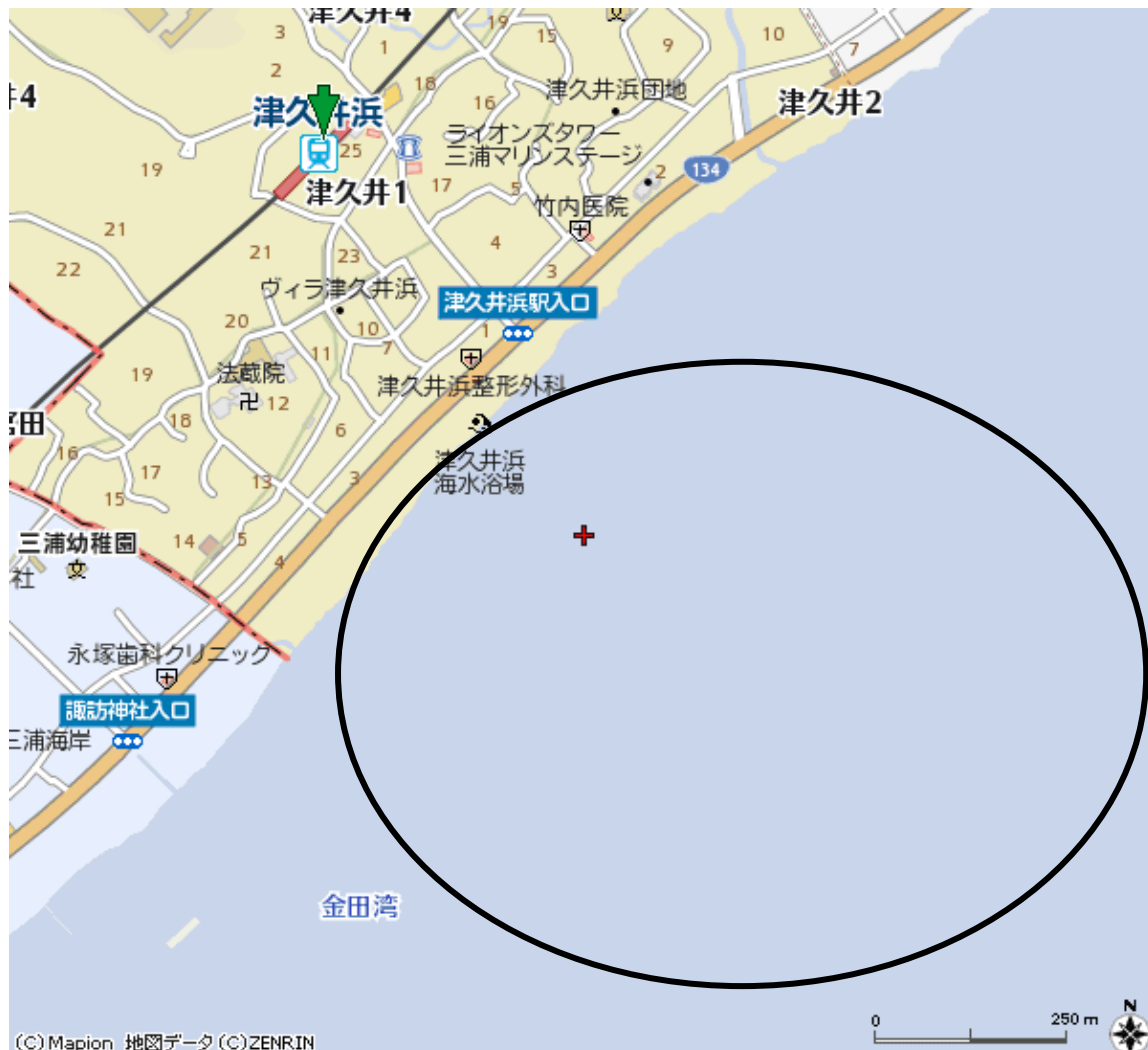 津久井4
3
1
19
15
9
10
7
2
18
16
津久井浜団地
井4
津久井浜
津久井2
ライオンズタワー
三浦マリンステージ
19
25
134
2
津久井1
17
5
竹内医院
21
21
23
4
22
3
ヴィラ津久井浜
津久井浜駅入口
20
10
1
11
7
19
法蔵院
津久井浜整形外科
12
18
6
宮田
16
17
津久井浜
海水浴場
15
13
3
三浦幼稚園
14
5
4
社
永塚歯科クリニック
諏訪神社入口
三浦海岸
金田湾
0
250 m
N
(C)Mapion 地図データ(C)ZENRIN